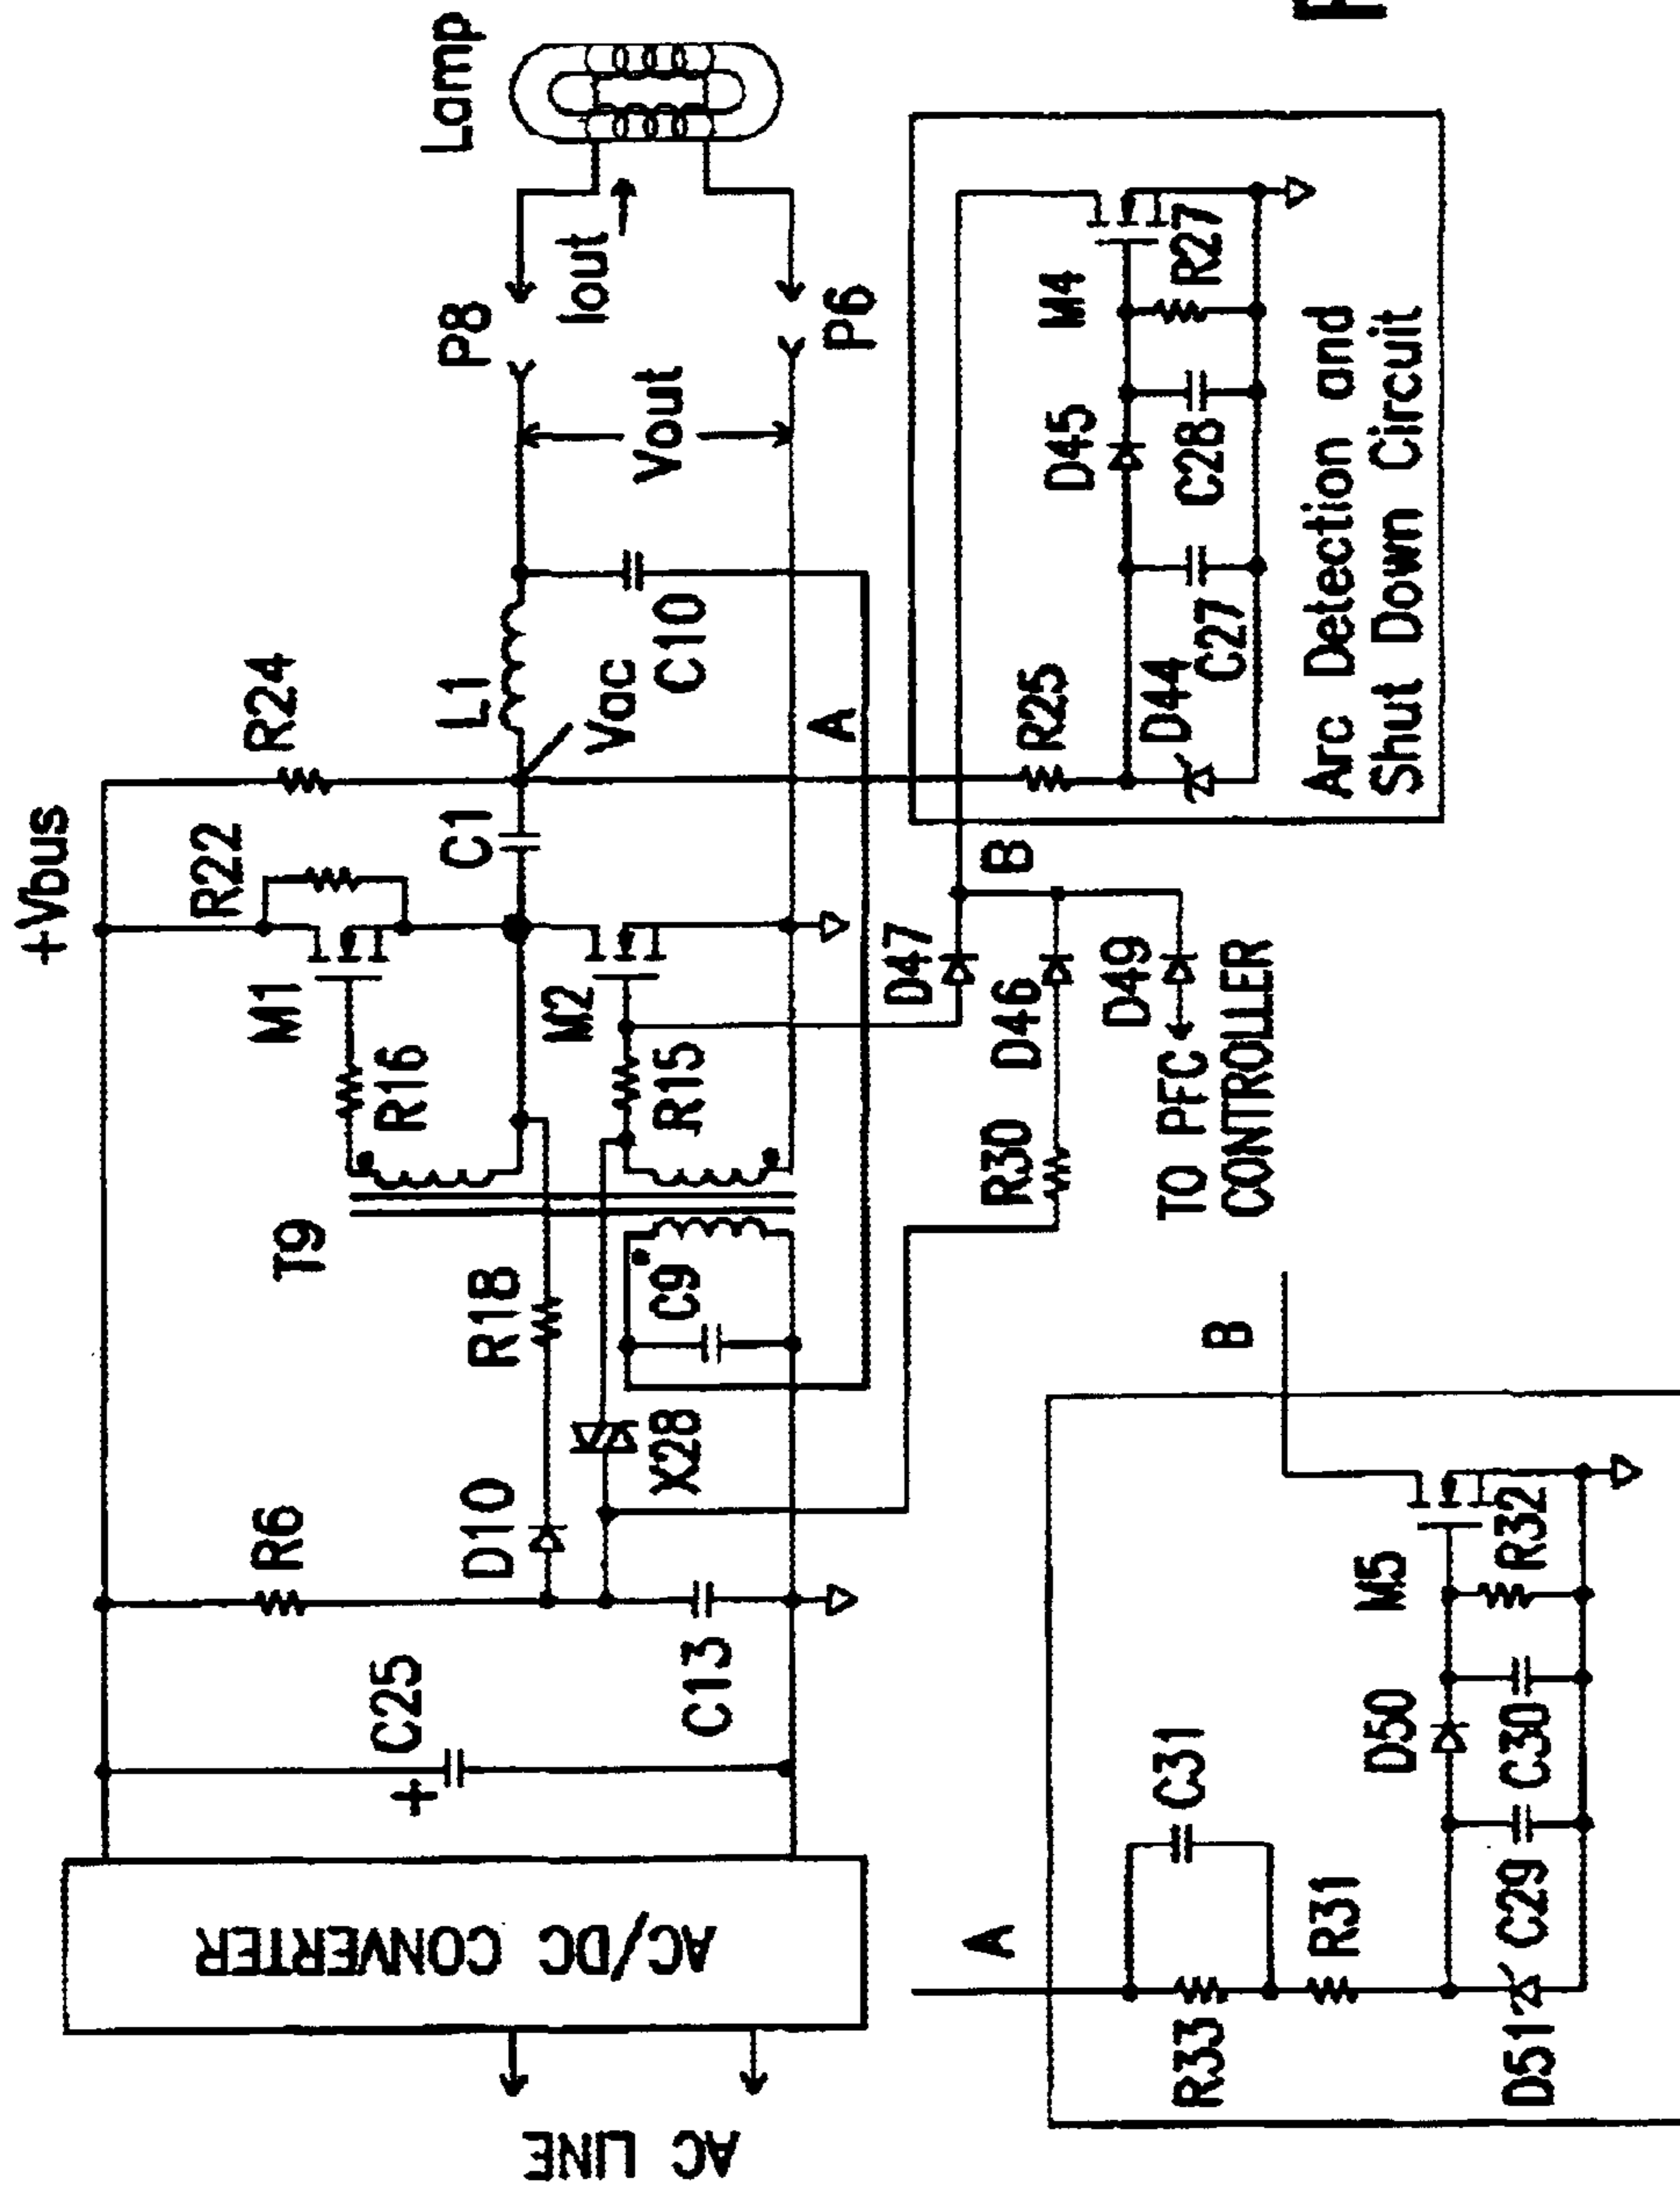 +Vbus
Lamp
R24
R22
M1
R16
T9
R6
C25
+
L1
C1
Vac
P8
Iout
Vout
P6
C10
A
M2
R15
R18
C9
D10
X28
C13
AC/DC CONVERTER
AC LINE
D47
D46
D49
B
R30
TO PFC
CONTROLLER
R25
D44
C27
D45
C28
M4
R27
Arc Detection and
Shut Down Circuit
A
B
C31
R33
R31
D51
C29
D50
C30
M5
R32